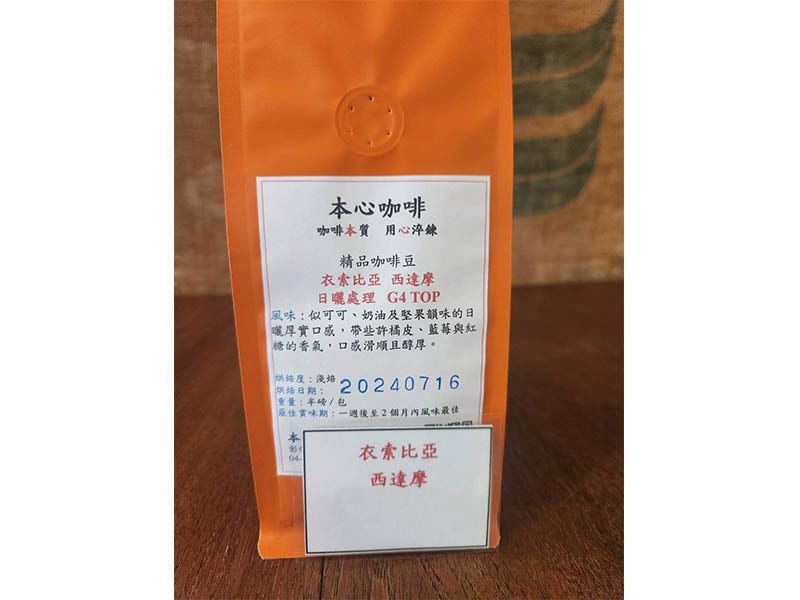 本心咖啡
咖啡本質 用心淬鍊
精品咖啡豆
衣索比亞 西達摩
日曬處理 G4 TOP
風味：似可可、奶油及堅果韻味的日
曬厚實口感，帶些許橘皮、藍莓與紅
糖的香氣，口感滑順且醇厚。
烘焙度：淺焙
烘焙日期： 20240716
重量：半磅/包
最佳賞味期：一週後至2個月內風味最佳
本
彰
04-
衣索比亞
西達摩